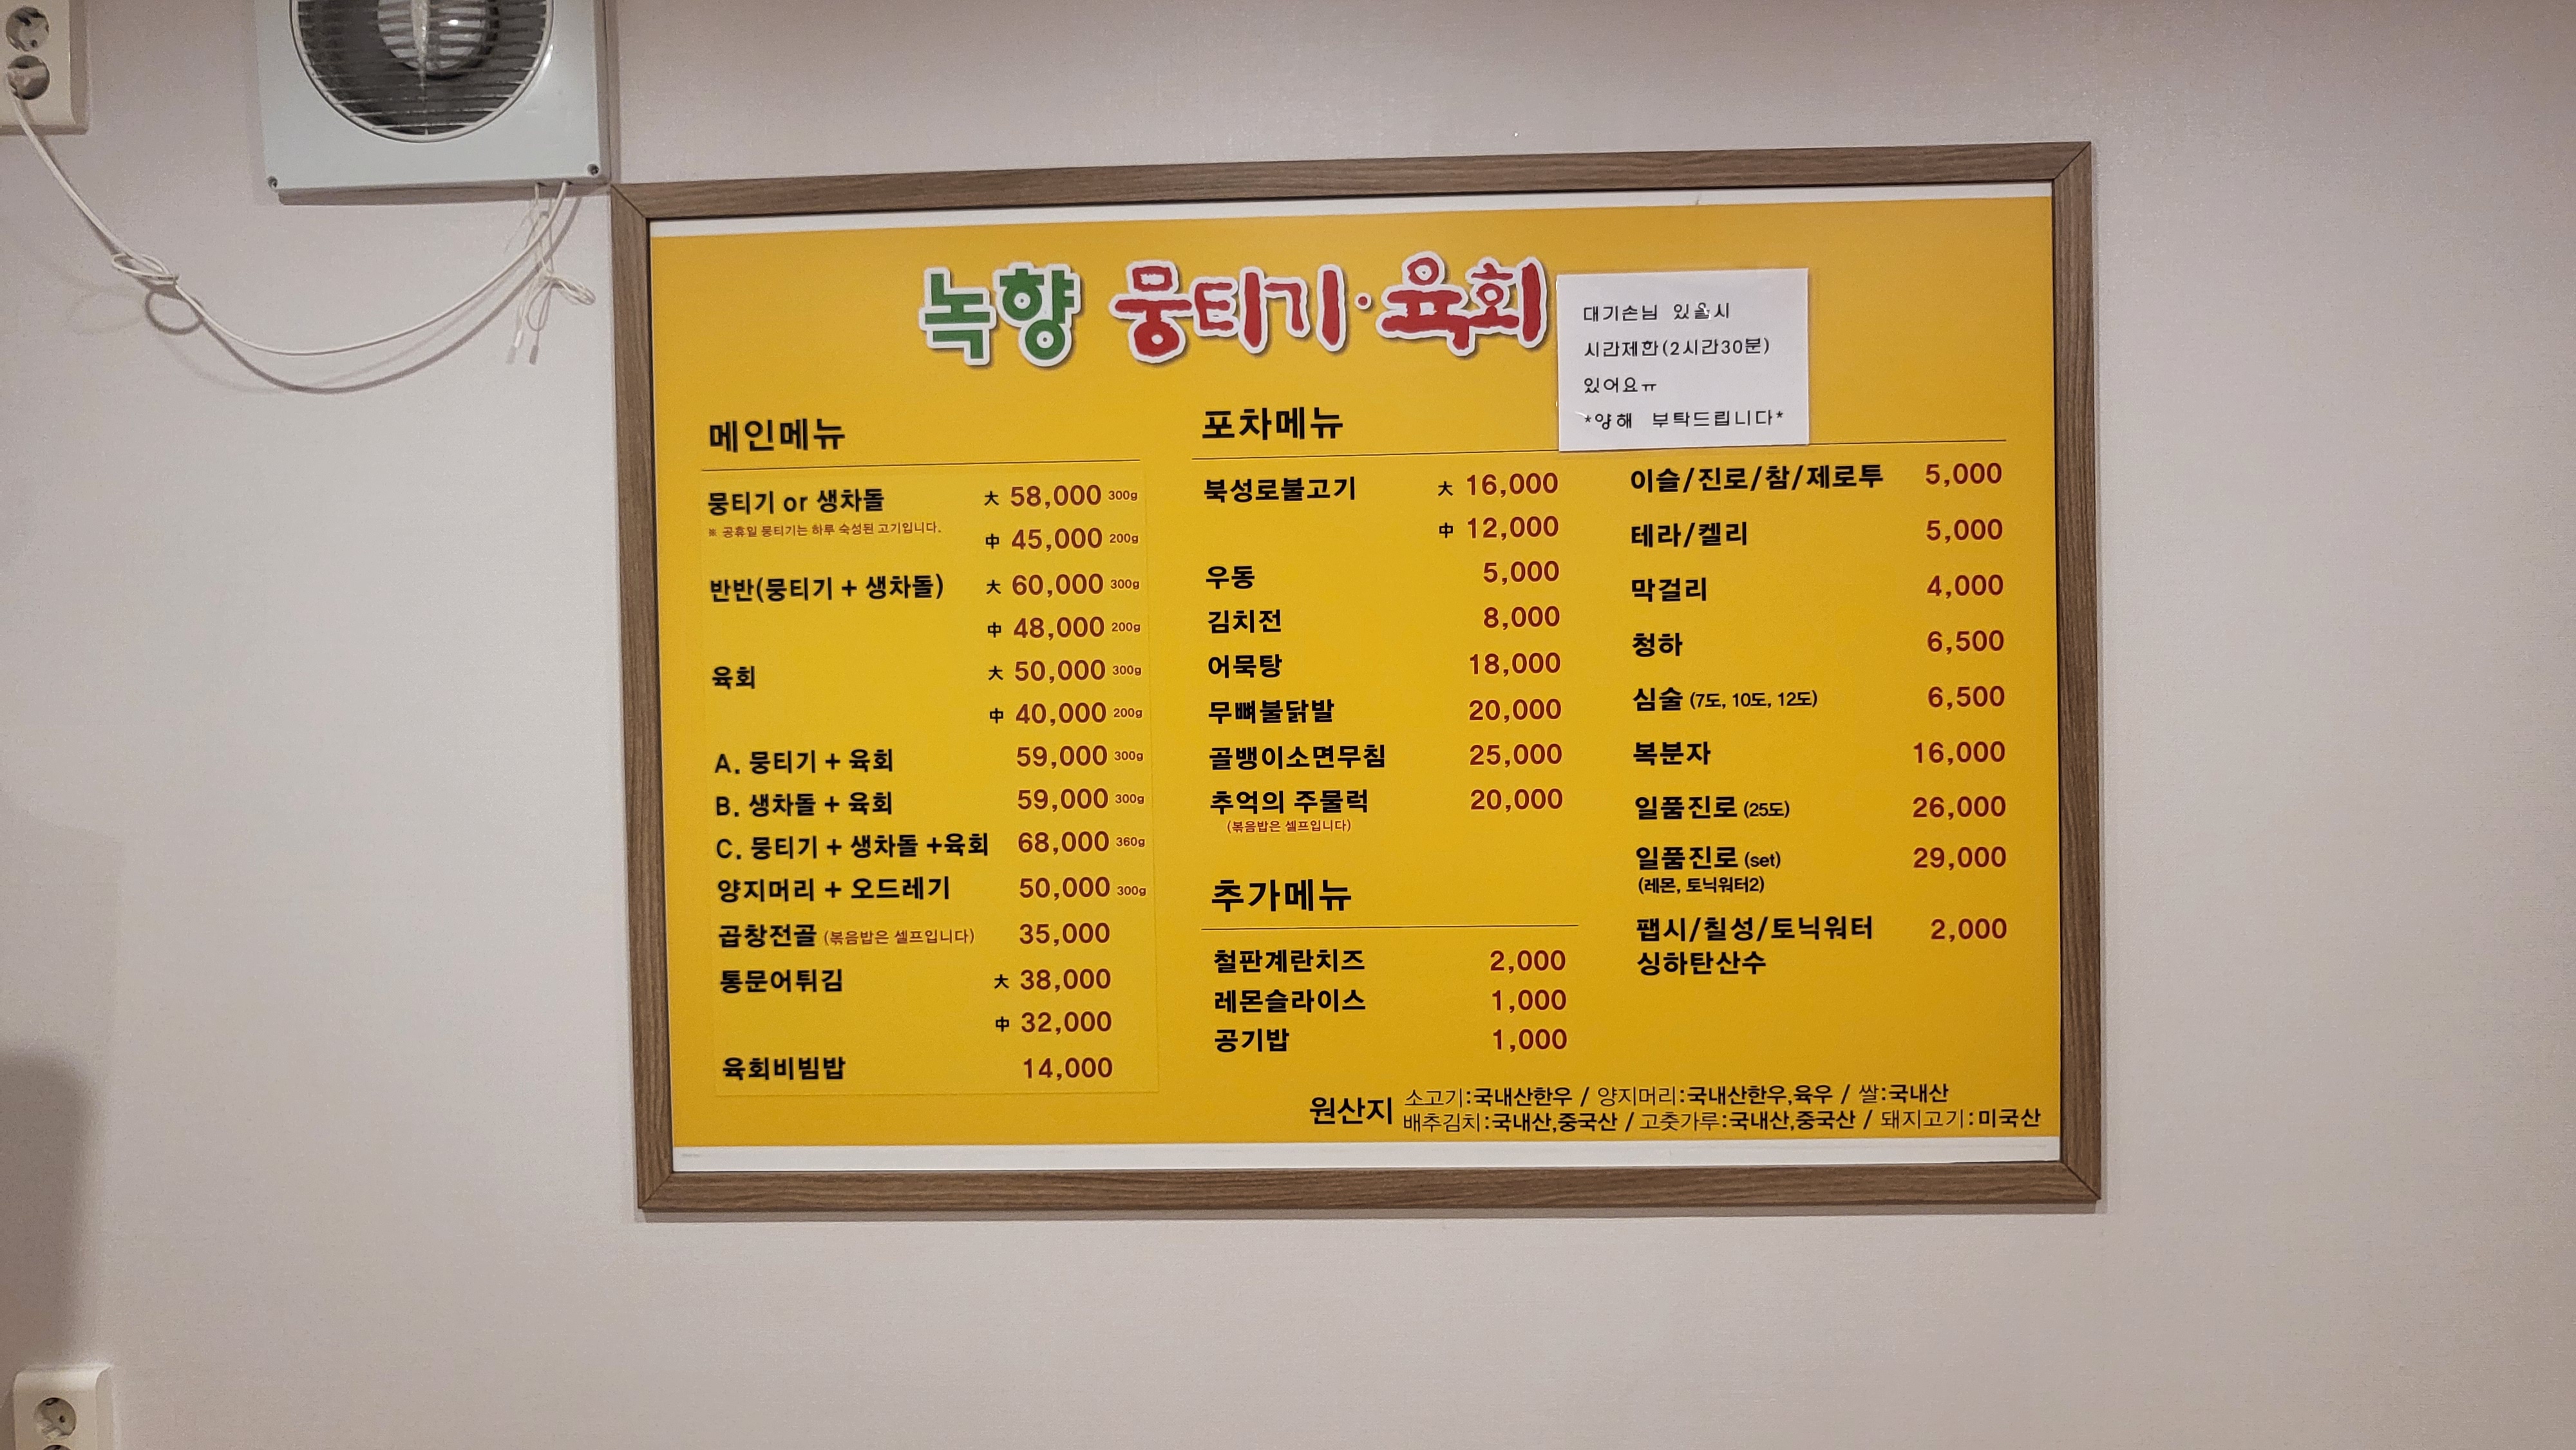 녹향 뭉티기·육회
대기손님 있을시
시간제한(2시간30분)
있어요ㅠ
*양해 부탁드립니다*
메인메뉴
뭉티기 or 생차돌 大 58,000 300g
※ 공휴일 뭉티기는 하루 숙성된 고기입니다.
中 45,000 200g
반반(뭉티기 + 생차돌) 大 60,000 300g
中 48,000 200g
육회 大 50,000 300g
中 40,000 200g
A. 뭉티기 + 육회 59,000 300g
B. 생차돌 + 육회 59,000 300g
C. 뭉티기 + 생차돌 +육회 68,000 360g
양지머리 + 오드레기 50,000 300g
곱창전골 (볶음밥은 셀프입니다) 35,000
통문어튀김 大 38,000
中 32,000
육회비빔밥 14,000
포차메뉴
북성로불고기 大 16,000
中 12,000
우동 5,000
김치전 8,000
어묵탕 18,000
무뼈불닭발 20,000
골뱅이소면무침 25,000
추억의 주물럭 20,000
(볶음밥은 셀프입니다)
추가메뉴
철판계란치즈 2,000
레몬슬라이스 1,000
공기밥 1,000
이슬/진로/참/제로투 5,000
테라/켈리 5,000
막걸리 4,000
청하 6,500
심술 (7도, 10도, 12도) 6,500
복분자 16,000
일품진로 (25도) 26,000
일품진로 (set) 29,000
(레몬, 토닉워터2)
팹시/칠성/토닉워터 2,000
싱하탄산수
원산지 소고기:국내산한우 / 양지머리:국내산한우,육우 / 쌀:국내산
배추김치:국내산,중국산 / 고춧가루:국내산,중국산 / 돼지고기:미국산